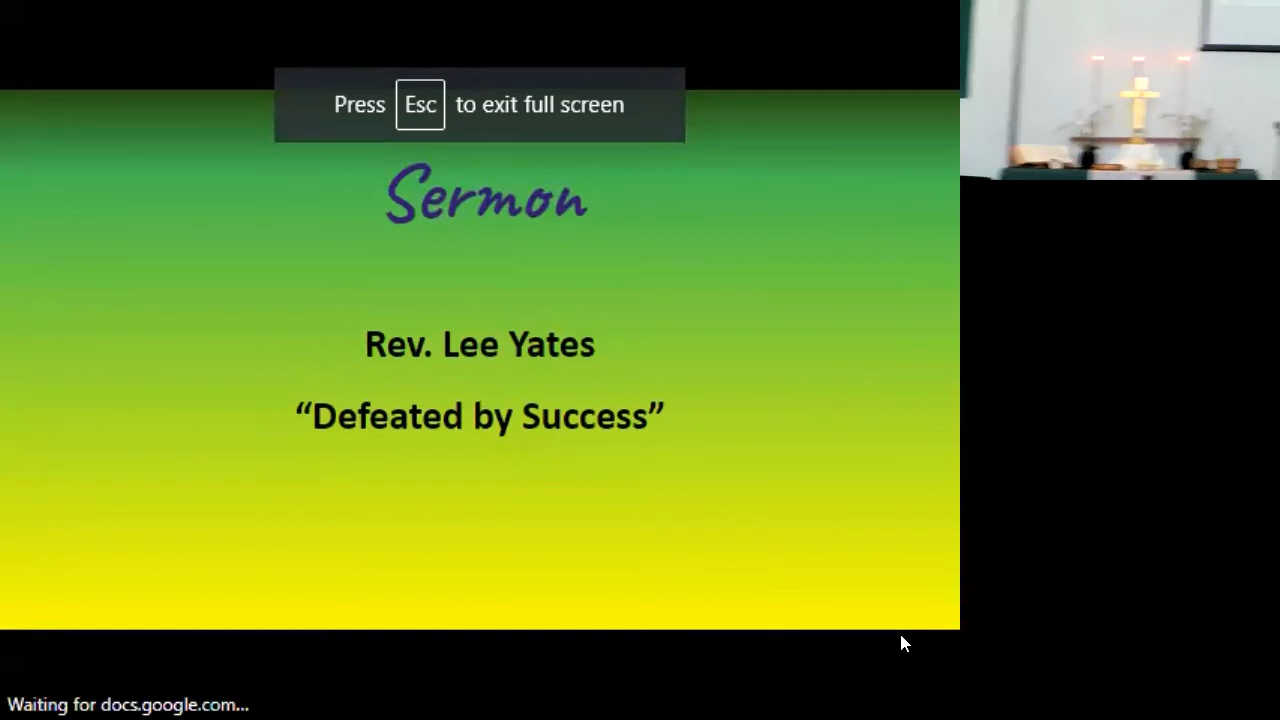 Press Esc to exit full screen
Sermon
Rev. Lee Yates
“Defeated by Success”
Waiting for docs.google.com...